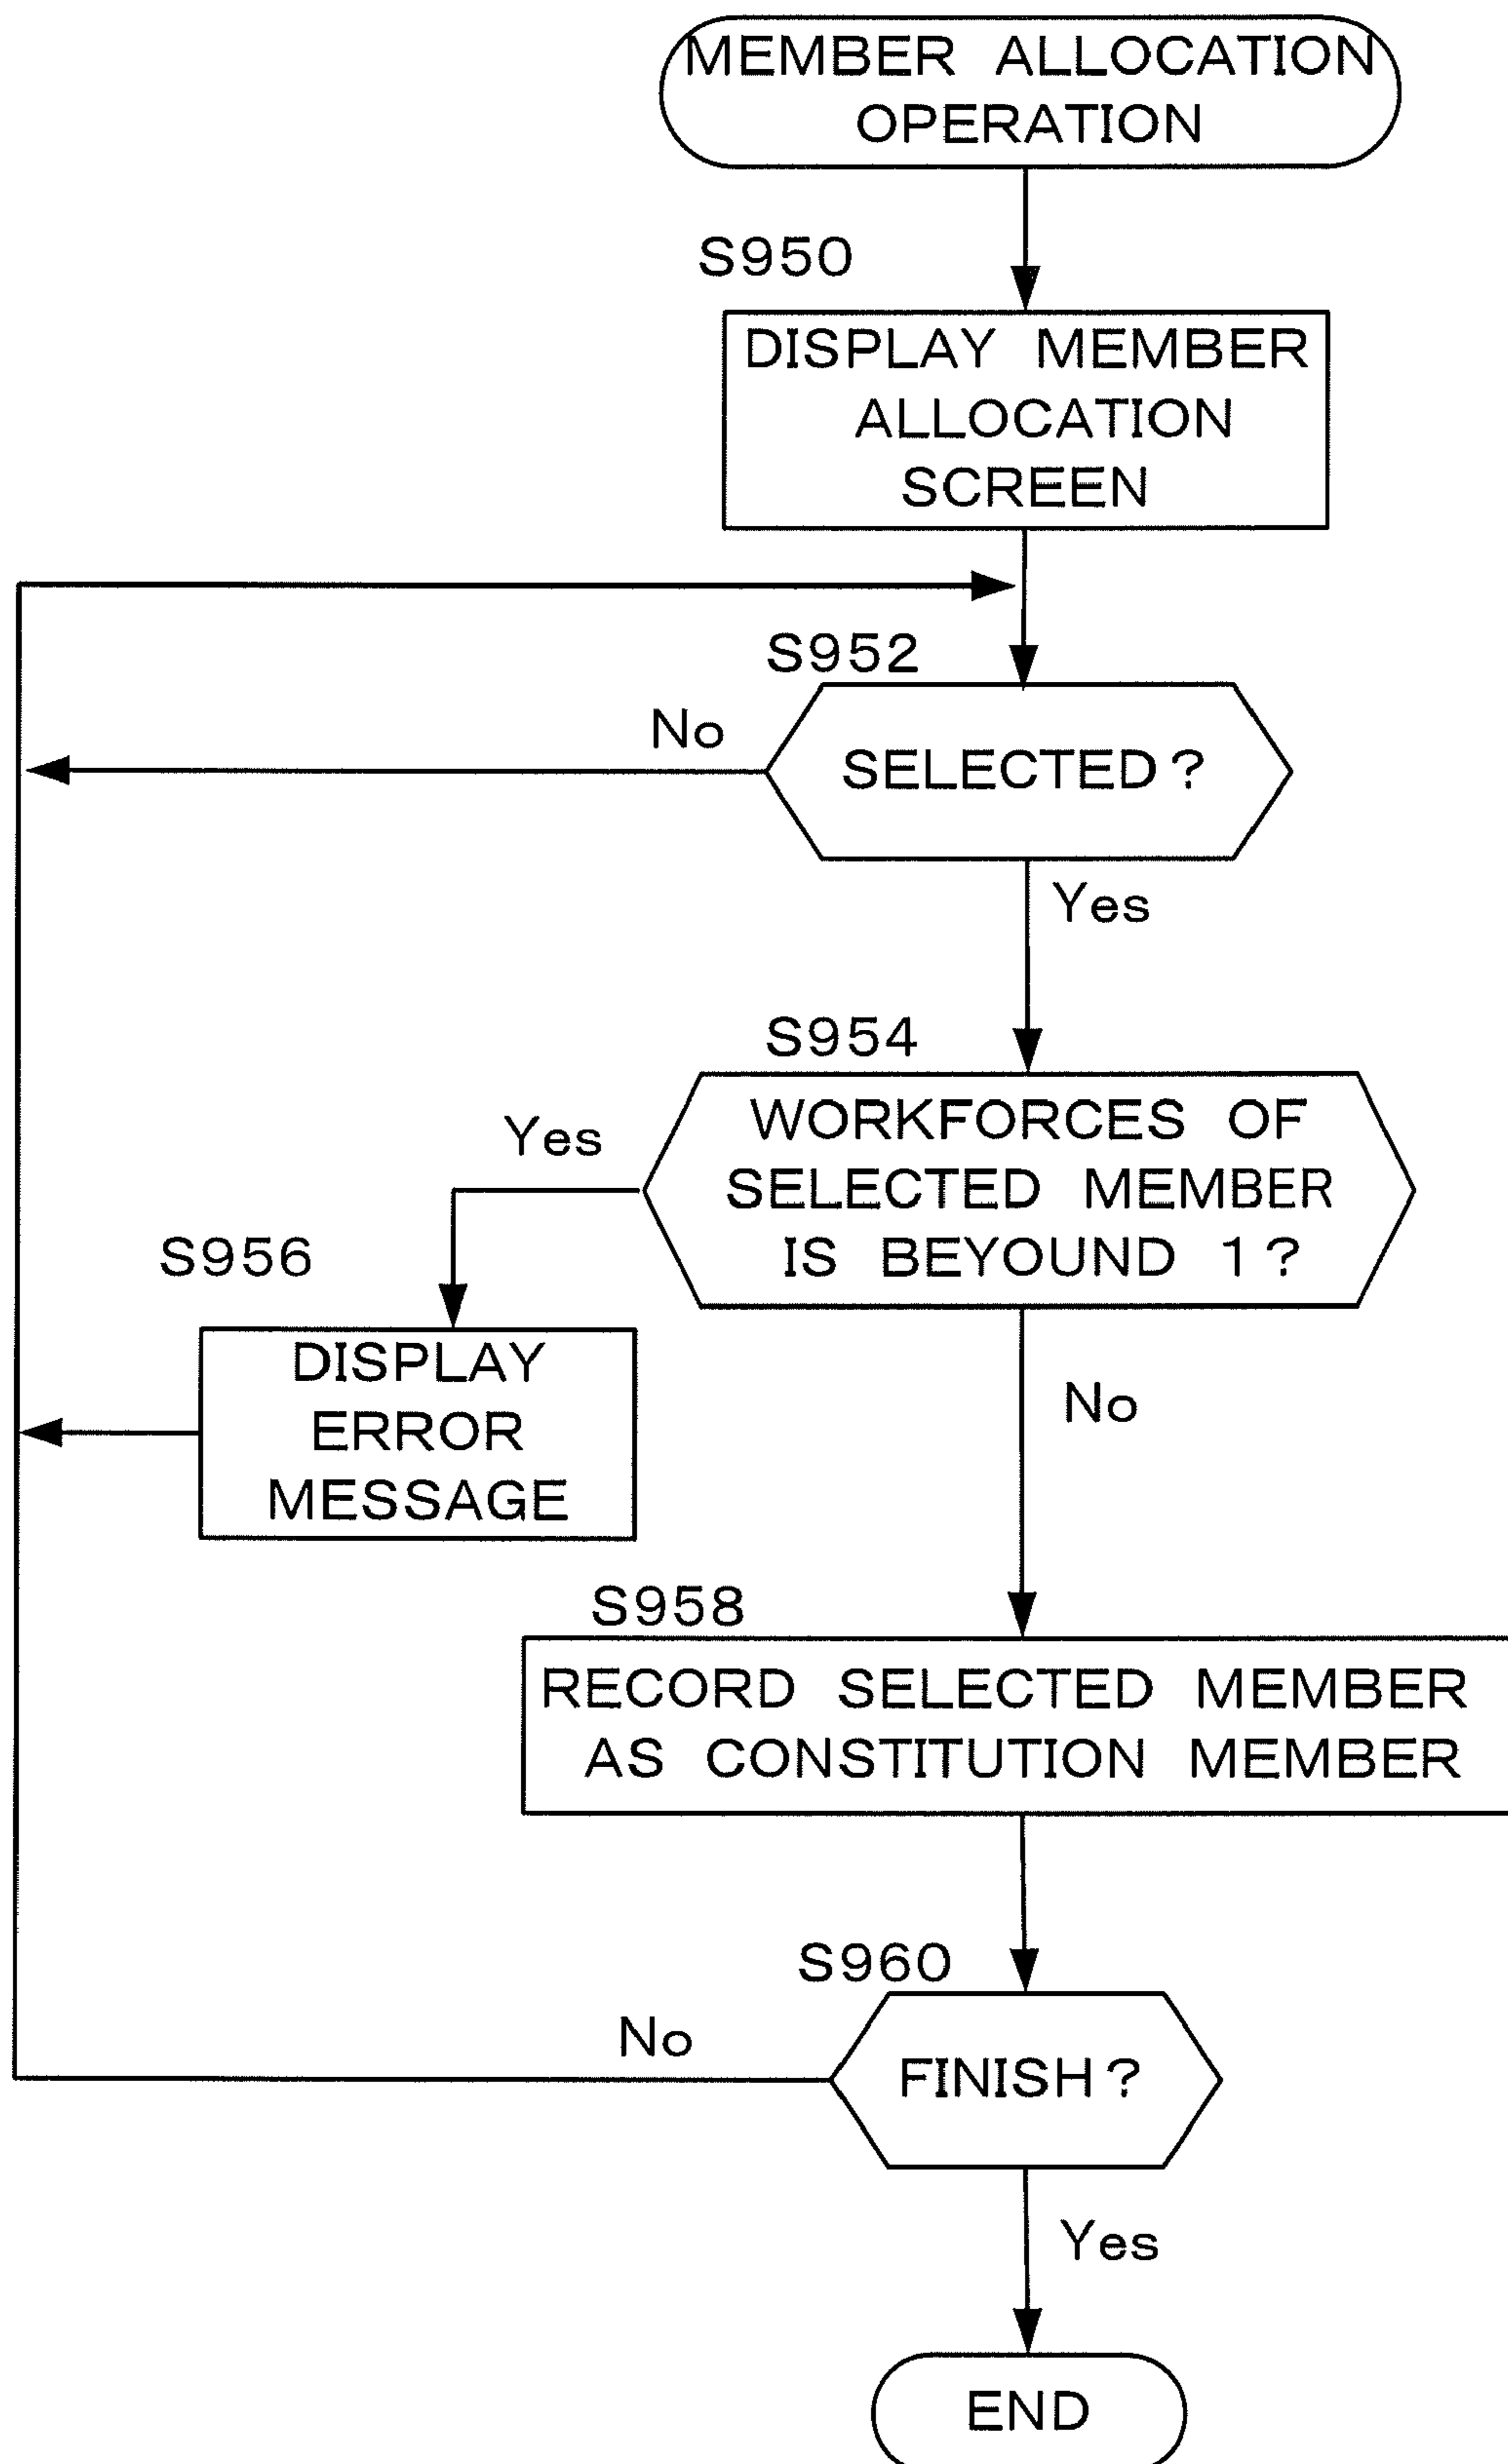 MEMBER ALLOCATION
OPERATION
S950
DISPLAY MEMBER
ALLOCATION
SCREEN
S952
No
SELECTED?
Yes
S954
WORKFORCES OF
SELECTED MEMBER
IS BEYOUND 1?
Yes
S956
DISPLAY
ERROR
MESSAGE
No
S958
RECORD SELECTED MEMBER
AS CONSTITUTION MEMBER
S960
No
FINISH?
Yes
END